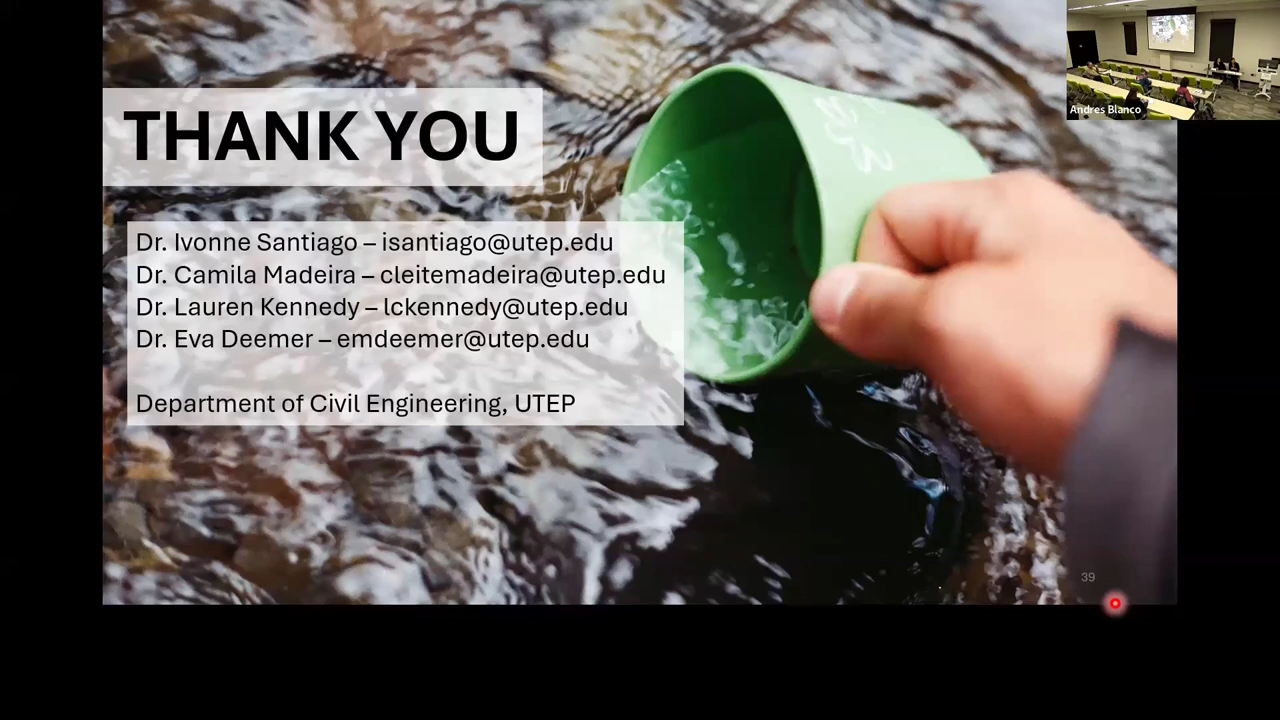 THANK YOU
Dr. Ivonne Santiago – isantiago@utep.edu
Dr. Camila Madeira – cleitemadeira@utep.edu
Dr. Lauren Kennedy – lckennedy@utep.edu
Dr. Eva Deemer – emdeemer@utep.edu
Department of Civil Engineering, UTEP
39
Andres Blanco